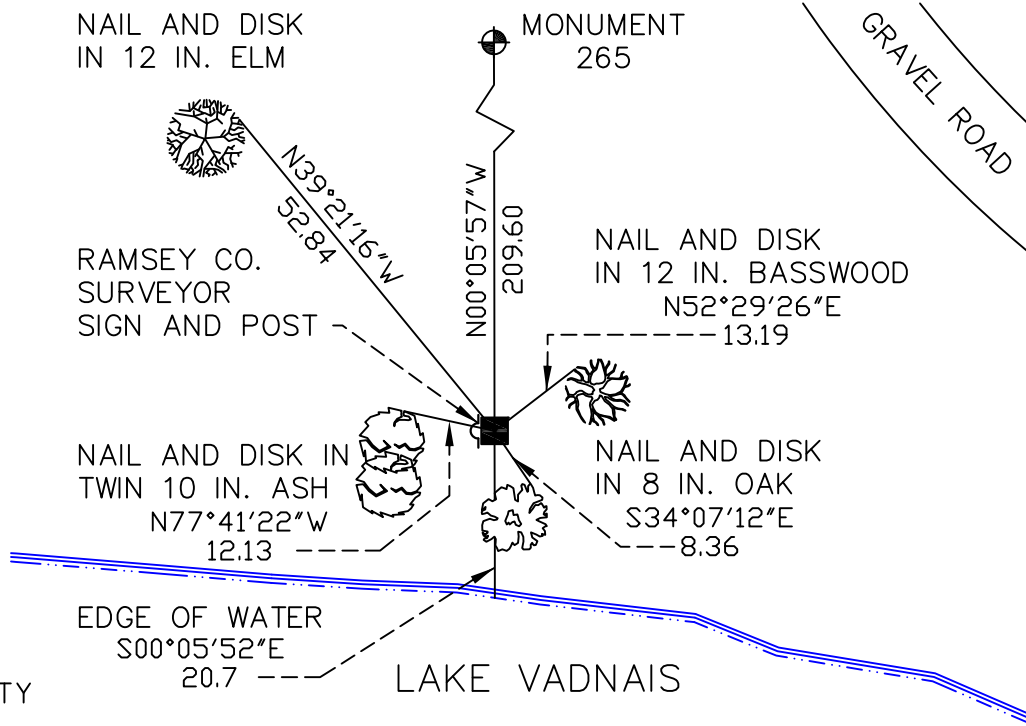 NAIL AND DISK
IN 12 IN. ELM
MONUMENT
265
GRAVEL ROAD
N39°21'16"W
52.84
N00°05'57"W
209.60
RAMSEY CO.
SURVEYOR
SIGN AND POST
NAIL AND DISK
IN 12 IN. BASSWOOD
N52°29'26"E
13.19
NAIL AND DISK IN
TWIN 10 IN. ASH
N77°41'22"W
12.13
NAIL AND DISK
IN 8 IN. OAK
S34°07'12"E
8.36
EDGE OF WATER
S00°05'52"E
20.7
LAKE VADNAIS
TY